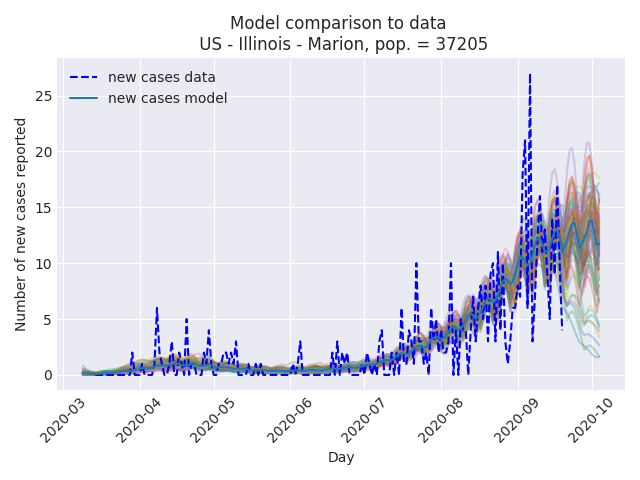 Model comparison to data
US - Illinois - Marion, pop. = 37205
new cases data
new cases model
Number of new cases reported
25
20
15
10
5
0
2020-03
2020-04
2020-05
2020-06
2020-07
2020-08
2020-09
2020-10
Day